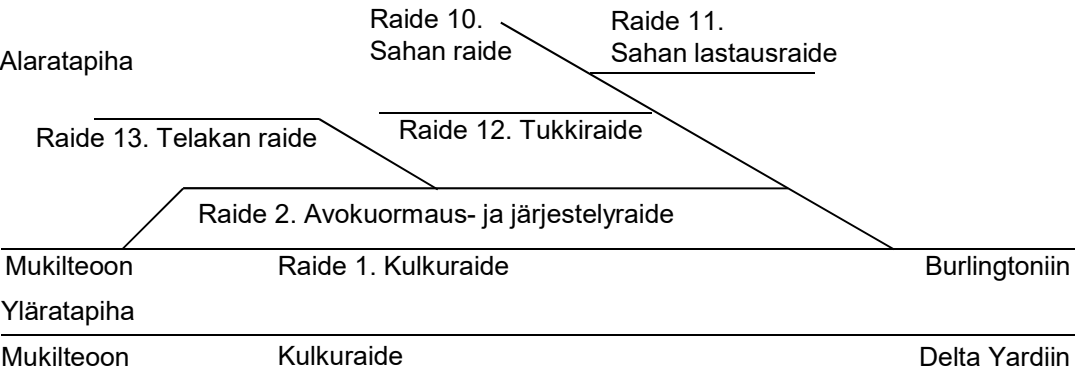 Raide 10.
Sahan raide
Raide 11.
Sahan lastausraide
Alaratapiha
Raide 13. Telakan raide
Raide 12. Tukkiraide
Raide 2. Avokuormaus- ja järjestelyraide
Mukilteoon
Raide 1. Kulkuraide
Burlingtoniin
Yläratapiha
Mukilteoon
Kulkuraide
Delta Yardiin